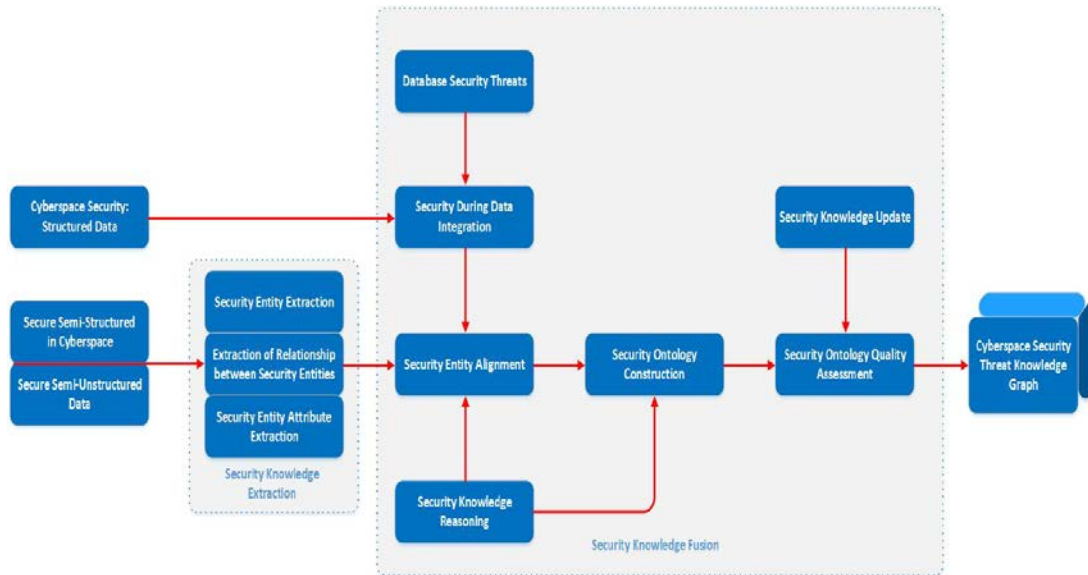 Database Security Threats
Cyberspace Security:
Structured Data
Security During Data
Integration
Security Knowledge Update
Security Entity Extraction
Secure Semi-Structured
in Cyberspace
Extraction of Relationship
between Security Entities
Secure Semi-Unstructured
Data
Security Entity Attribute
Extraction
Security Knowledge
Extraction
Security Entity Alignment
Security Ontology
Construction
Security Ontology Quality
Assessment
Cyberspace Security
Threat Knowledge
Graph
Security Knowledge
Reasoning
Security Knowledge Fusion